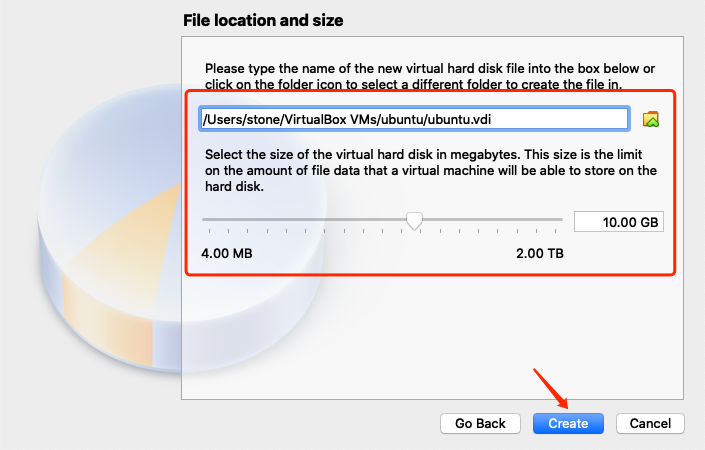 File location and size
Please type the name of the new virtual hard disk file into the box below or
click on the folder icon to select a different folder to create the file in.
/Users/stone/VirtualBox VMs/ubuntu/ubuntu.vdi
Select the size of the virtual hard disk in megabytes. This size is the limit
on the amount of file data that a virtual machine will be able to store on the
hard disk.
10.00 GB
4.00 MB 2.00 TB
Go Back Create Cancel